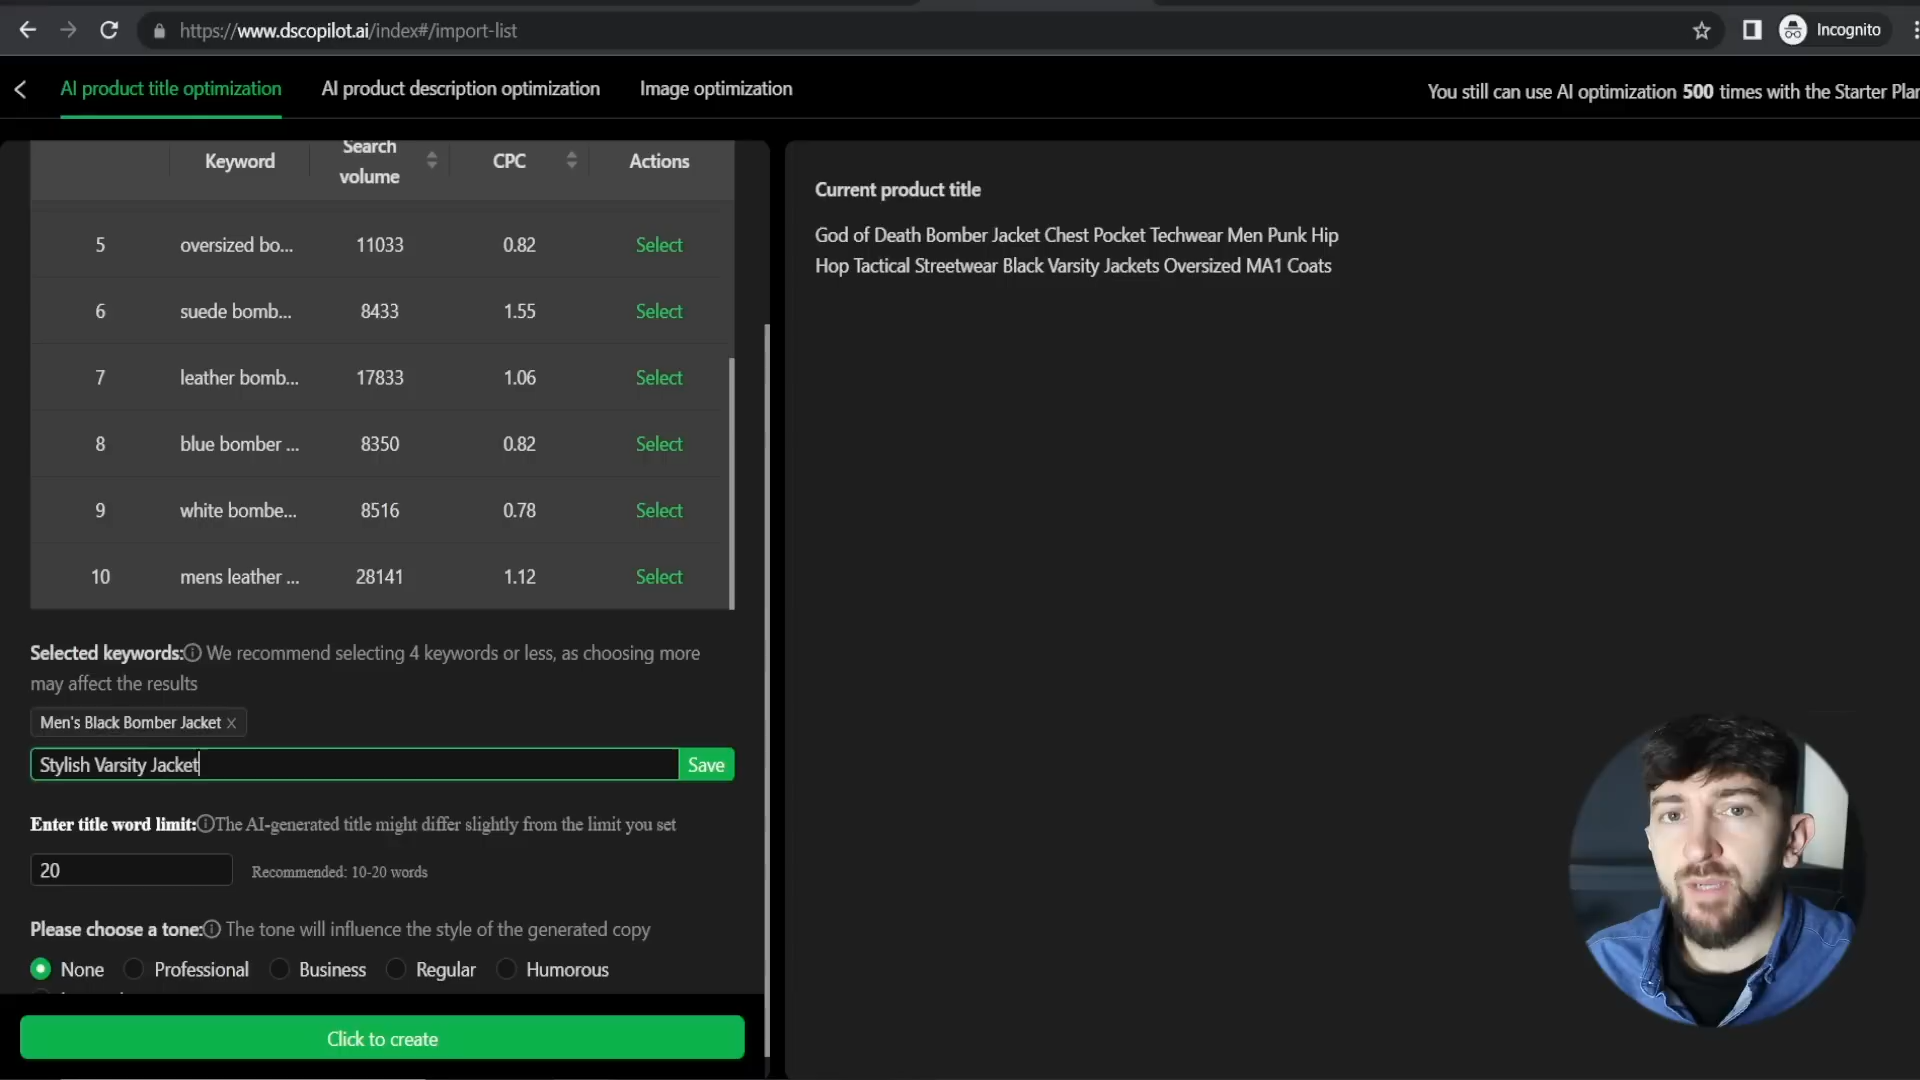 https://www.dscopilot.ai/index#/import-list
Incognito
AI product title optimization
AI product description optimization
Image optimization
You still can use AI optimization 500 times with the Starter Plan
Keyword
Search volume
CPC
Actions
5 oversized bo... 11033 0.82 Select
6 suede bomb... 8433 1.55 Select
7 leather bomb... 17833 1.06 Select
8 blue bomber ... 8350 0.82 Select
9 white bombe... 8516 0.78 Select
10 mens leather ... 28141 1.12 Select
Selected keywords: We recommend selecting 4 keywords or less, as choosing more
may affect the results
Men's Black Bomber Jacket x
Stylish Varsity Jacket
Save
Enter title word limit: The AI-generated title might differ slightly from the limit you set
20
Recommended: 10-20 words
Please choose a tone: The tone will influence the style of the generated copy
None Professional Business Regular Humorous
Click to create
Current product title
God of Death Bomber Jacket Chest Pocket Techwear Men Punk Hip
Hop Tactical Streetwear Black Varsity Jackets Oversized MA1 Coats